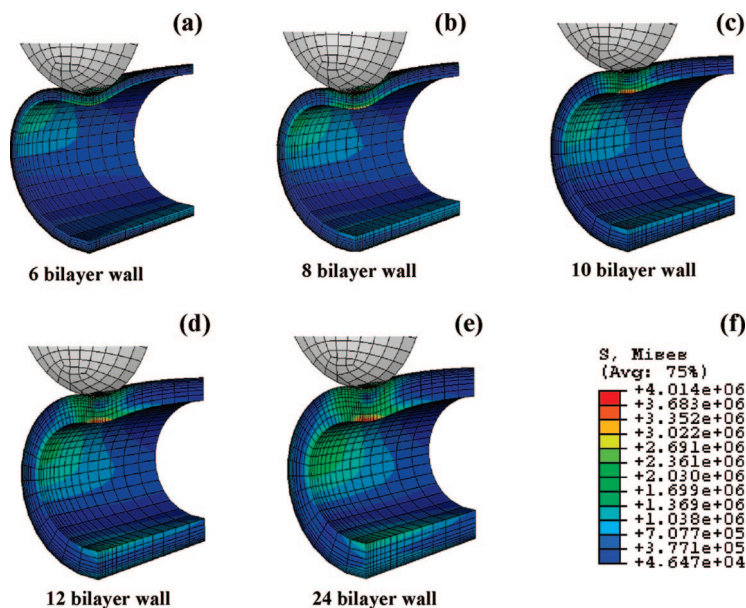 (a)
(b)
(c)
6 bilayer wall
8 bilayer wall
10 bilayer wall
(d)
(e)
(f)
S, Mises
(Avg: 75%)
+4.014e+06
+3.683e+06
+3.352e+06
+3.022e+06
+2.691e+06
+2.361e+06
+2.030e+06
+1.699e+06
+1.369e+06
+1.038e+06
+7.077e+05
+3.771e+05
+4.647e+04
12 bilayer wall
24 bilayer wall